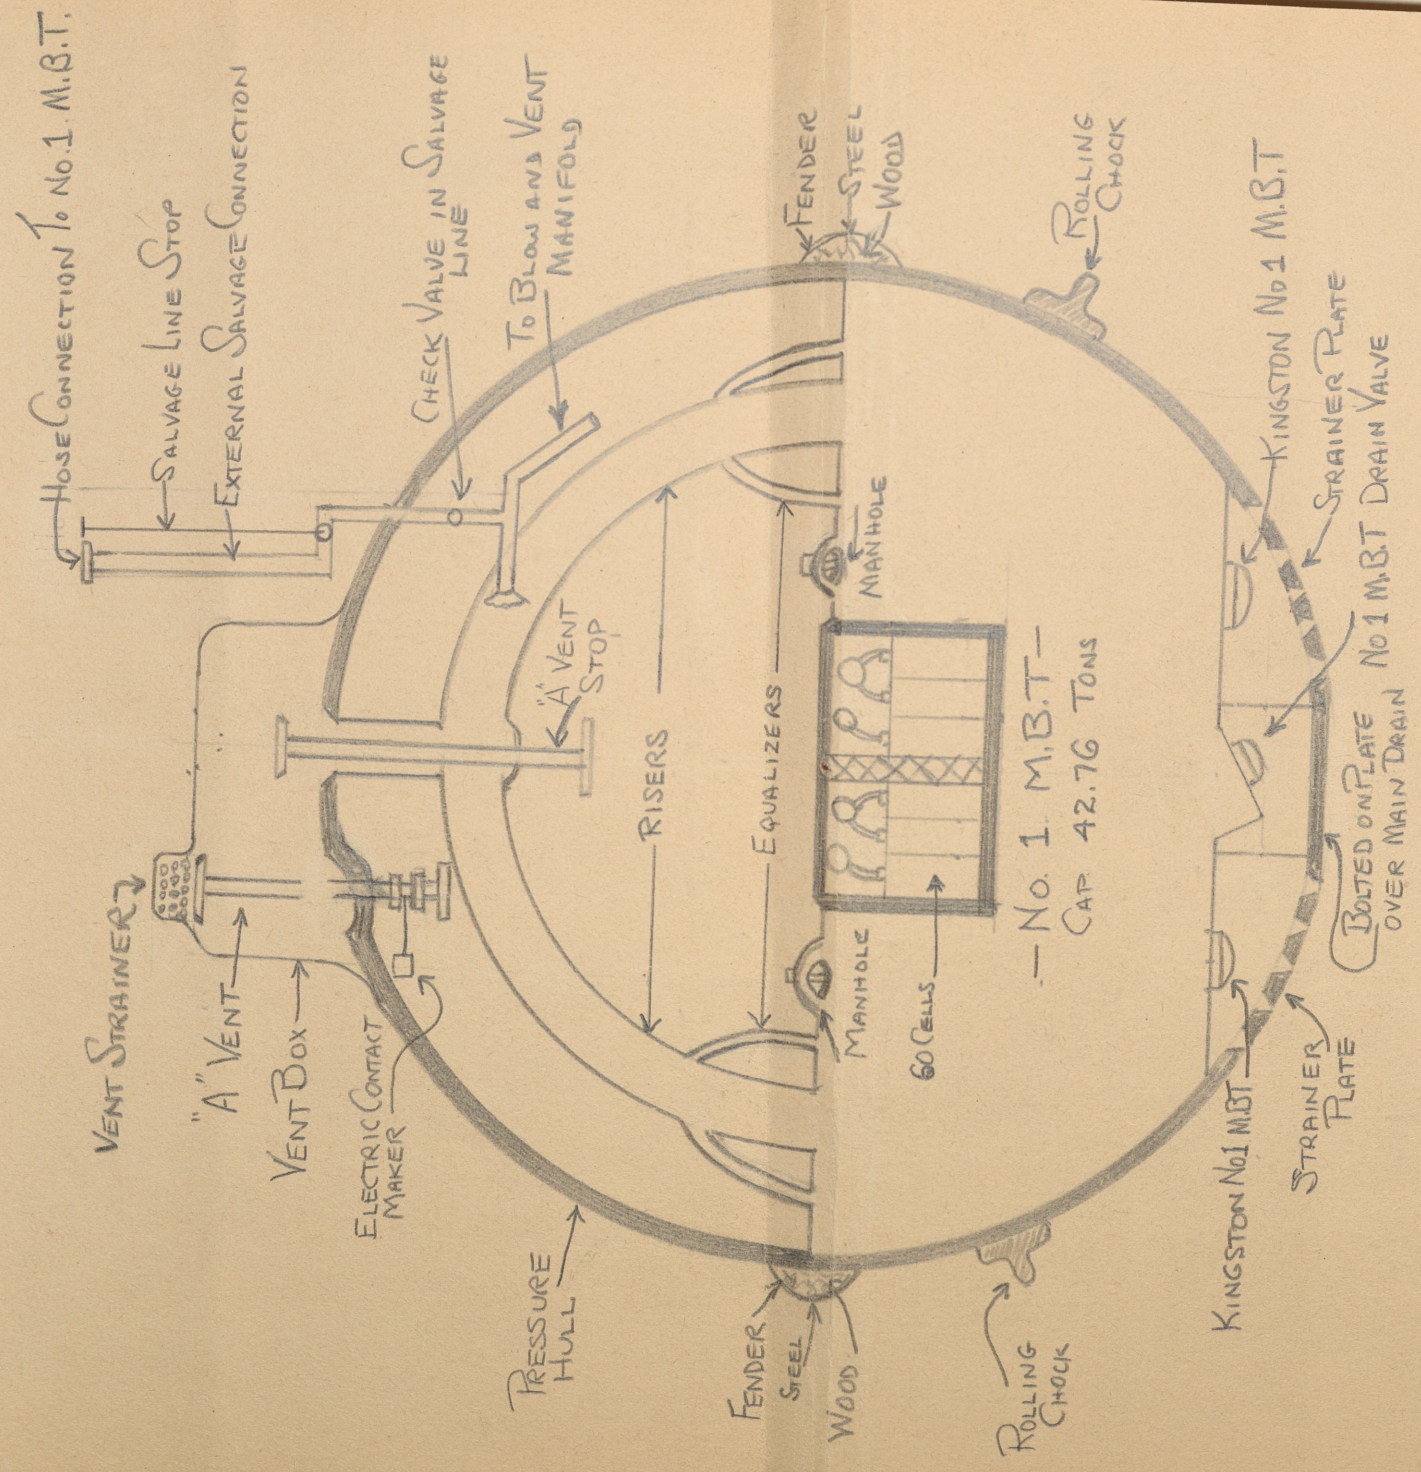 HOSE CONNECTION TO NO. 1 M.B.T.
SALVAGE LINE STOP
EXTERNAL SALVAGE CONNECTION
CHECK VALVE IN SALVAGE
LINE
TO BLOW AND VENT
MANIFOLD
VENT STRAINER
"A" VENT
VENT BOX
ELECTRIC CONTACT
MAKER
"A" VENT
STOP
PRESSURE
HULL
RISERS
EQUALIZERS
FENDER
STEEL
WOOD
FENDER
STEEL
WOOD
MANHOLE
MANHOLE
60 CELLS
- NO. 1 M.B.T -
CAP 42.76 TONS
ROLLING
CHOCK
ROLLING
CHOCK
KINGSTON NO1 M.B.T
STRAINER PLATE
NO 1 M.B.T DRAIN VALVE
KINGSTON NO1 M.BT
STRAINER
PLATE
BOLTED ON PLATE
OVER MAIN DRAIN